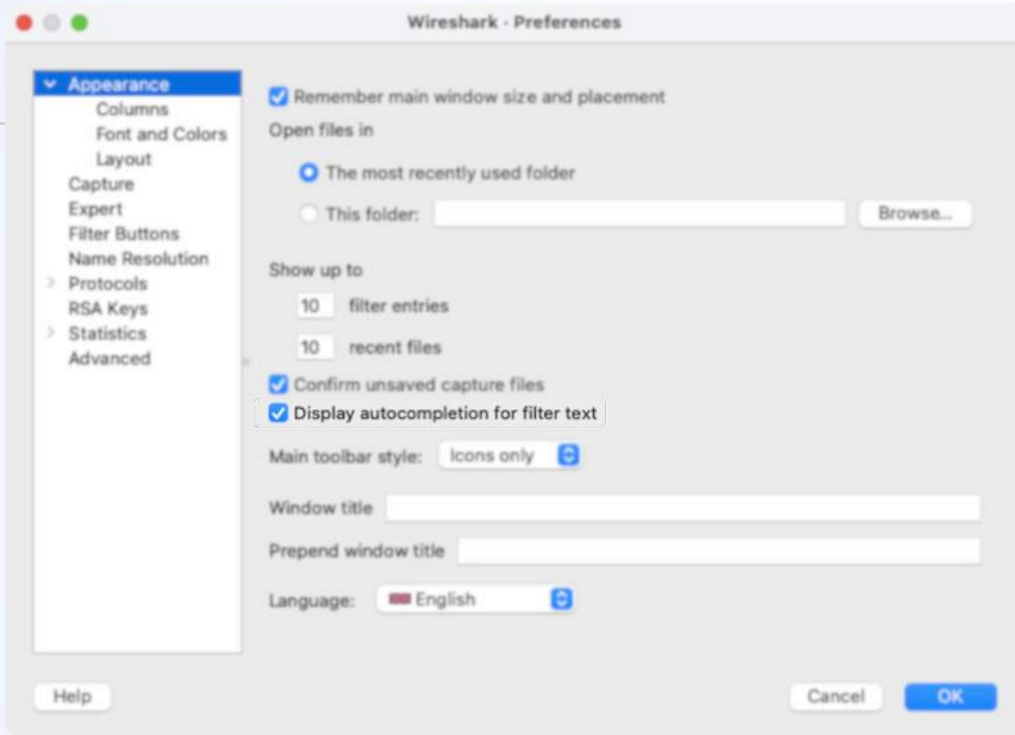 Wireshark · Preferences
Appearance
Columns
Font and Colors
Layout
Capture
Expert
Filter Buttons
Name Resolution
Protocols
RSA Keys
Statistics
Advanced
Remember main window size and placement
Open files in
The most recently used folder
This folder:
Browse...
Show up to
10 filter entries
10 recent files
Confirm unsaved capture files
Display autocompletion for filter text
Main toolbar style: Icons only
Window title
Prepend window title
Language: English
Help
Cancel
OK